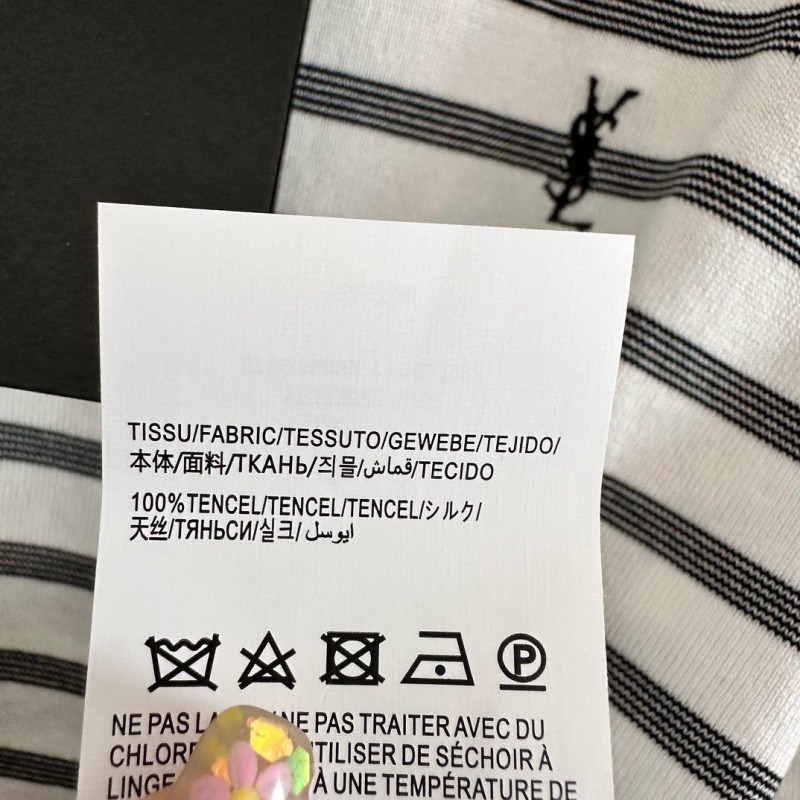 YSL
TISSU/FABRIC/TESSUTO/GEWEBE/TEJIDO/
本体/面料/ТКАНЬ/직물/قماش/TECIDO
100%TENCEL/TENCEL/TENCEL/シルク/
天丝/ТЯНЬСИ/실크/ايوسل
P
NE PAS NE PAS TRAITER AVEC DU
CHLORE UTILISER DE SÉCHOIR À
LINGE À UNE TEMPÉRATURE DE